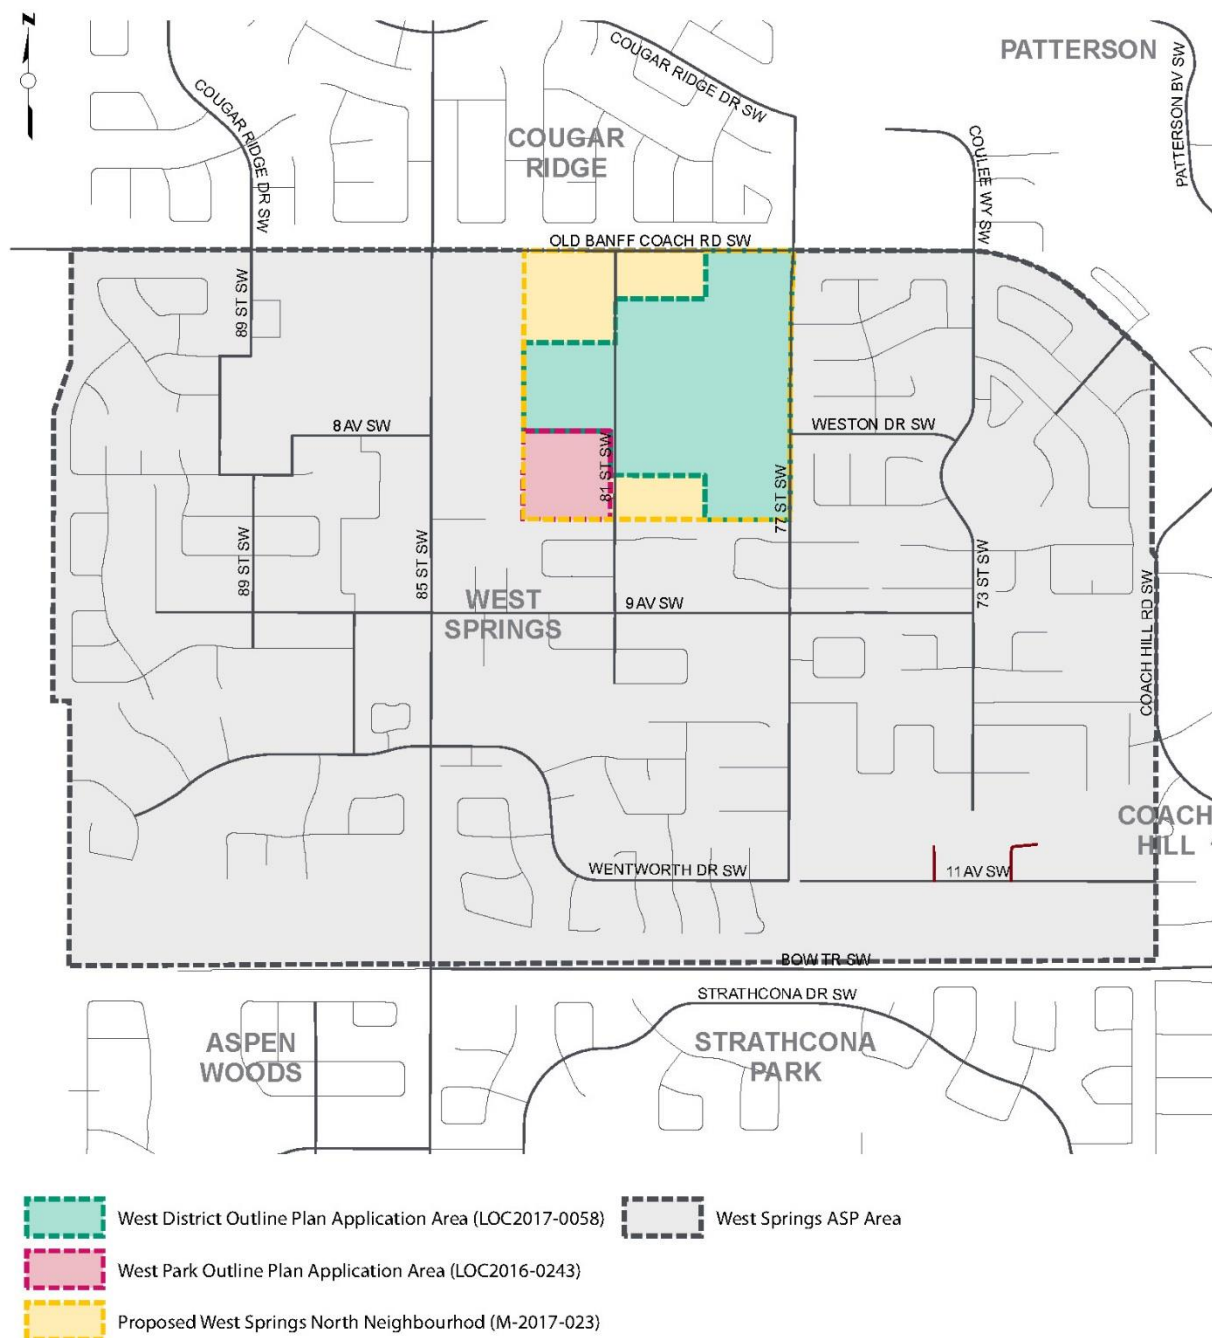 N
PATTERSON
PATTERSON BV SW
COUGAR RIDGE DR SW
COUGAR RIDGE DR SW
COUGAR
RIDGE
COULEE WY SW
OLD BANFF COACH RD SW
89 ST SW
8 AV SW
81 ST SW
WESTON DR SW
77 ST SW
89 ST SW
85 ST SW
73 ST SW
WEST
SPRINGS
9 AV SW
COACH HILL RD SW
COACH
HILL
WENTWORTH DR SW
11 AV SW
BOW TR SW
STRATHCONA DR SW
ASPEN
WOODS
STRATHCONA
PARK
West District Outline Plan Application Area (LOC2017-0058)
West Springs ASP Area
West Park Outline Plan Application Area (LOC2016-0243)
Proposed West Springs North Neighbourhod (M-2017-023)